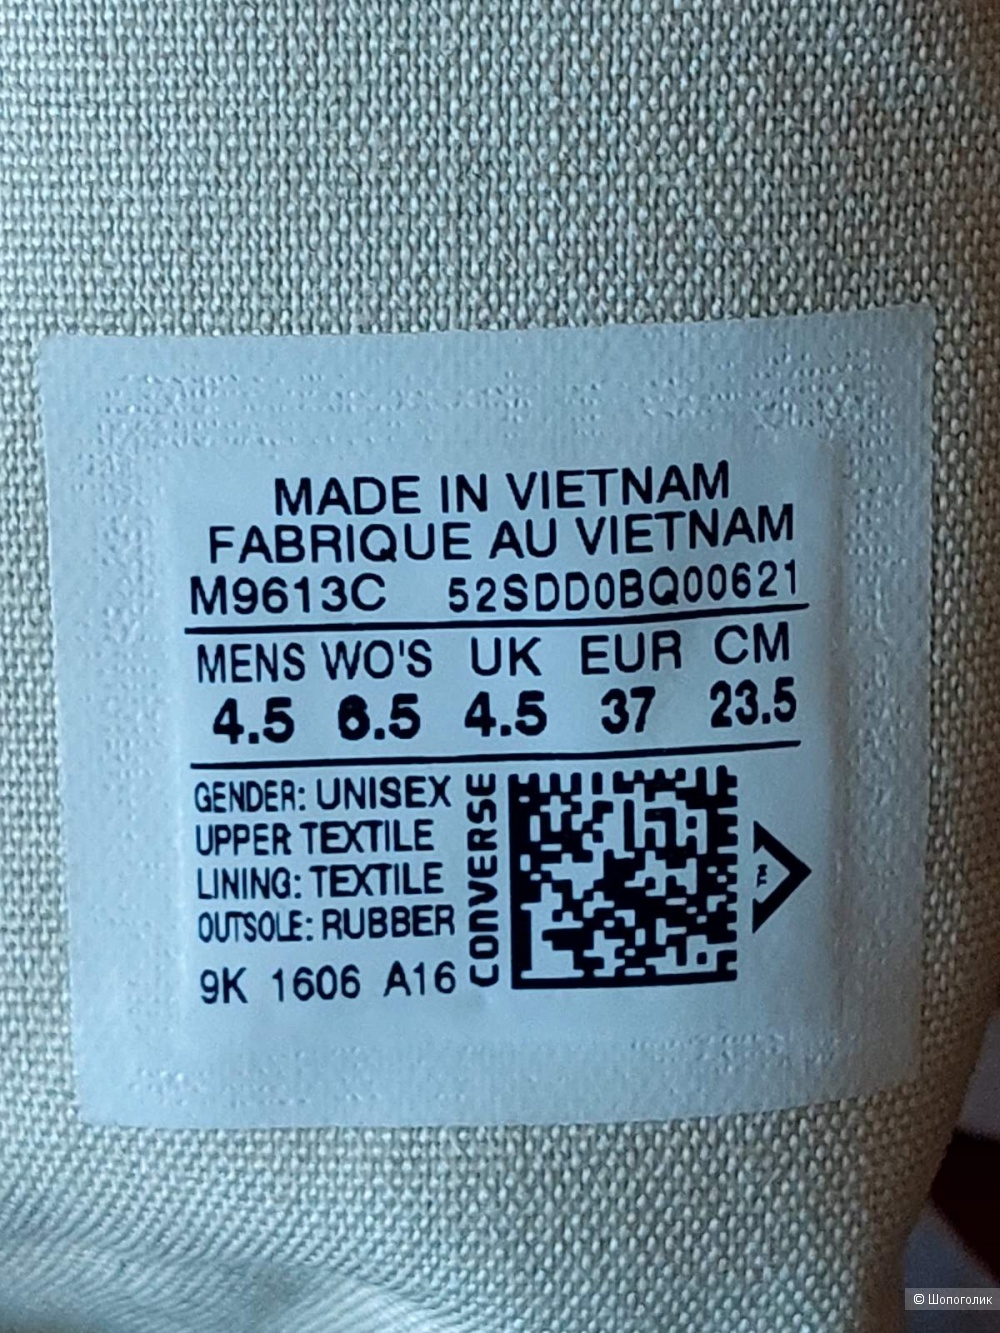 MADE IN VIETNAM
FABRIQUE AU VIETNAM
M9613C 52SDD0BQ00621
MENS WO'S UK EUR CM
4.5 6.5 4.5 37 23.5
GENDER: UNISEX
UPPER TEXTILE
LINING: TEXTILE
OUTSOLE: RUBBER
9K 1606 A16
CONVERSE
TM
© Шопоголик